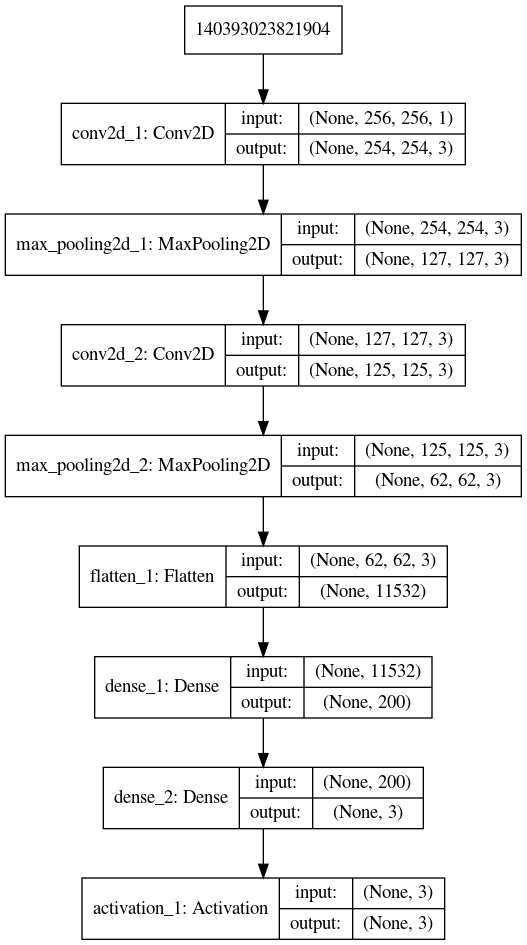 140393023821904
conv2d_1: Conv2D
input: (None, 256, 256, 1)
output: (None, 254, 254, 3)
max_pooling2d_1: MaxPooling2D
input: (None, 254, 254, 3)
output: (None, 127, 127, 3)
conv2d_2: Conv2D
input: (None, 127, 127, 3)
output: (None, 125, 125, 3)
max_pooling2d_2: MaxPooling2D
input: (None, 125, 125, 3)
output: (None, 62, 62, 3)
flatten_1: Flatten
input: (None, 62, 62, 3)
output: (None, 11532)
dense_1: Dense
input: (None, 11532)
output: (None, 200)
dense_2: Dense
input: (None, 200)
output: (None, 3)
activation_1: Activation
input: (None, 3)
output: (None, 3)